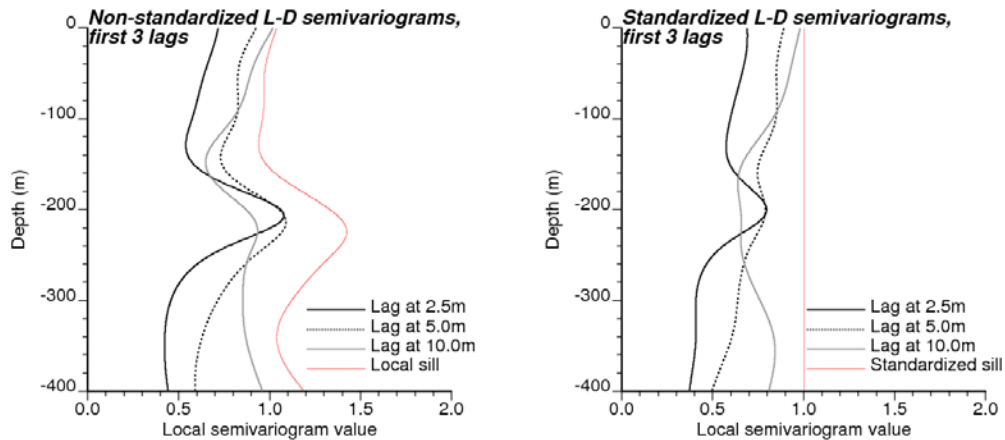 Non-standardized L-D semivariograms,
first 3 lags
0
-100
-200
-300
-400
Depth (m)
Lag at 2.5m
Lag at 5.0m
Lag at 10.0m
Local sill
0.0 0.5 1.0 1.5 2.0
Local semivariogram value
Standardized L-D semivariograms,
first 3 lags
0
-100
-200
-300
-400
Depth (m)
Lag at 2.5m
Lag at 5.0m
Lag at 10.0m
Standardized sill
0.0 0.5 1.0 1.5 2.0
Local semivariogram value